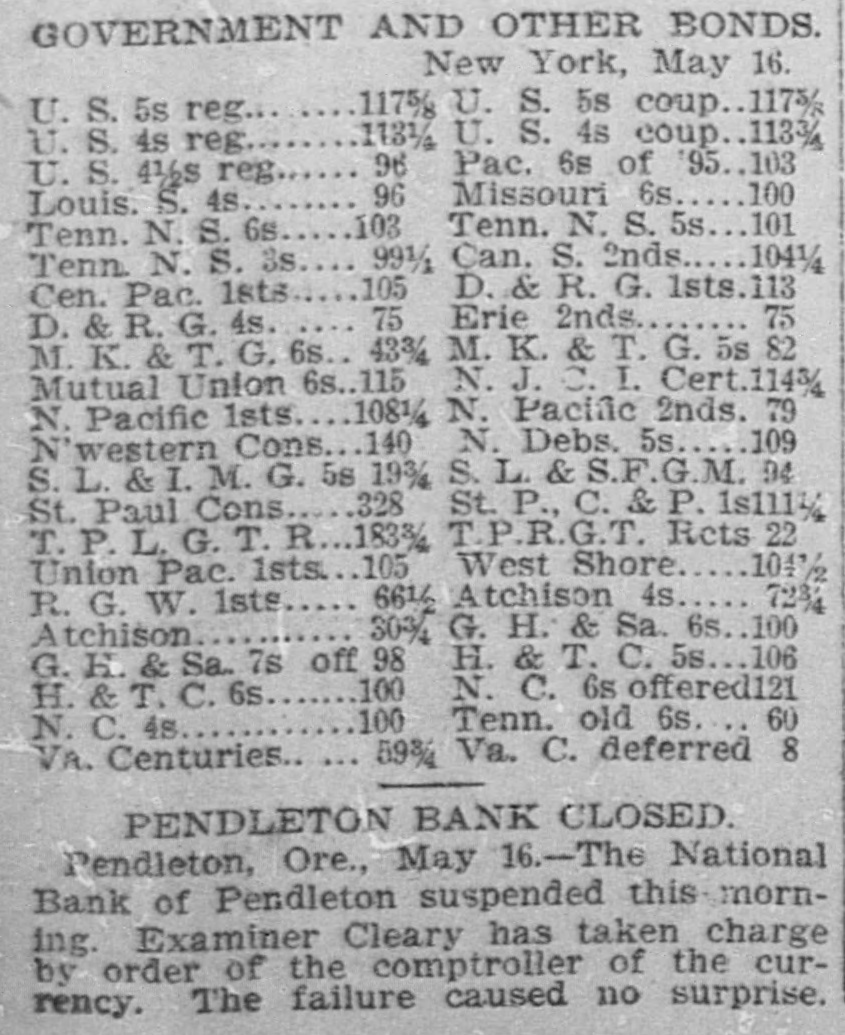 GOVERNMENT AND OTHER BONDS.
New York, May 16.
U. S. 5s reg........117⅝ U. S. 5s coup..117⅝
U. S. 4s reg........113¼ U. S. 4s coup..113¾
U. S. 4½s reg...... 96 Pac. 6s of '95..103
Louis. S. 4s........ 96 Missouri 6s.....100
Tenn. N. S. 6s.....103 Tenn. N. S. 5s...101
Tenn. N. S. 3s.... 99¼ Can. S. 2nds.....104¼
Cen. Pac. 1sts.....105 D. & R. G. 1sts.113
D. & R. G. 4s. .... 75 Erie 2nds........ 75
M. K. & T. G. 6s.. 43¾ M. K. & T. G. 5s 82
Mutual Union 6s..115 N. J. C. I. Cert.114¾
N. Pacific 1sts....108¼ N. Pacific 2nds. 79
N'western Cons...140 N. Debs. 5s.....109
S. L. & I. M. G. 5s 19¾ S. L. & S.F.G.M. 94
St. Paul Cons.....328 St. P., C. & P. 1s111¼
T. P. L. G. T. R...183¾ T.P.R.G.T. Rcts 22
Union Pac. 1sts...105 West Shore.....104½
R. G. W. 1sts..... 66½ Atchison 4s..... 72¾
Atchison........... 30¾ G. H. & Sa. 6s..100
G. H. & Sa. 7s off 98 H. & T. C. 5s...106
H. & T. C. 6s.......100 N. C. 6s offered121
N. C. 4s............100 Tenn. old 6s.... 60
Va. Centuries.. ... 59¾ Va. C. deferred 8
PENDLETON BANK CLOSED.
Pendleton, Ore., May 16.—The National
Bank of Pendleton suspended this morn-
ing. Examiner Cleary has taken charge
by order of the comptroller of the cur-
rency. The failure caused no surprise.